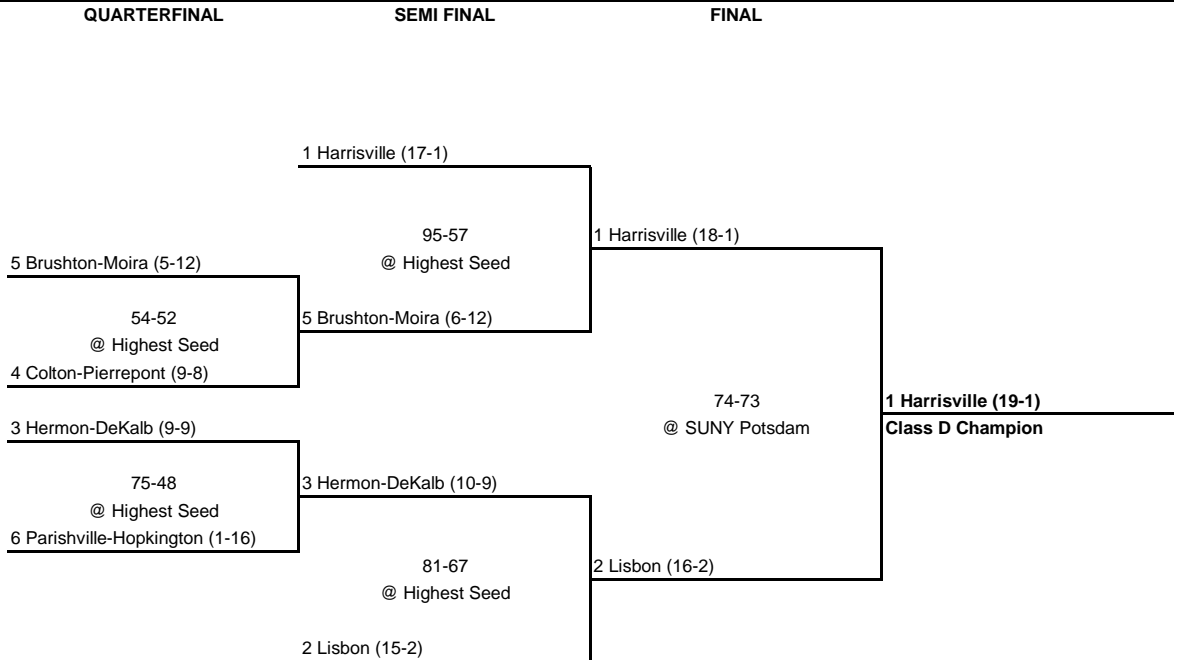 QUARTERFINAL SEMI FINAL FINAL
1 Harrisville (17-1)
95-57 1 Harrisville (18-1)
5 Brushton-Moira (5-12) @ Highest Seed
54-52 5 Brushton-Moira (6-12)
@ Highest Seed
4 Colton-Pierrepont (9-8)
74-73 1 Harrisville (19-1)
3 Hermon-DeKalb (9-9) @ SUNY Potsdam Class D Champion
75-48 3 Hermon-DeKalb (10-9)
@ Highest Seed
6 Parishville-Hopkington (1-16)
81-67 2 Lisbon (16-2)
@ Highest Seed
2 Lisbon (15-2)